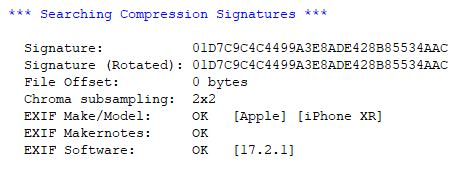 *** Searching Compression Signatures ***
Signature: 01D7C9C4C4499A3E8ADE428B85534AAC
Signature (Rotated): 01D7C9C4C4499A3E8ADE428B85534AAC
File Offset: 0 bytes
Chroma subsampling: 2x2
EXIF Make/Model: OK [Apple] [iPhone XR]
EXIF Makernotes: OK
EXIF Software: OK [17.2.1]